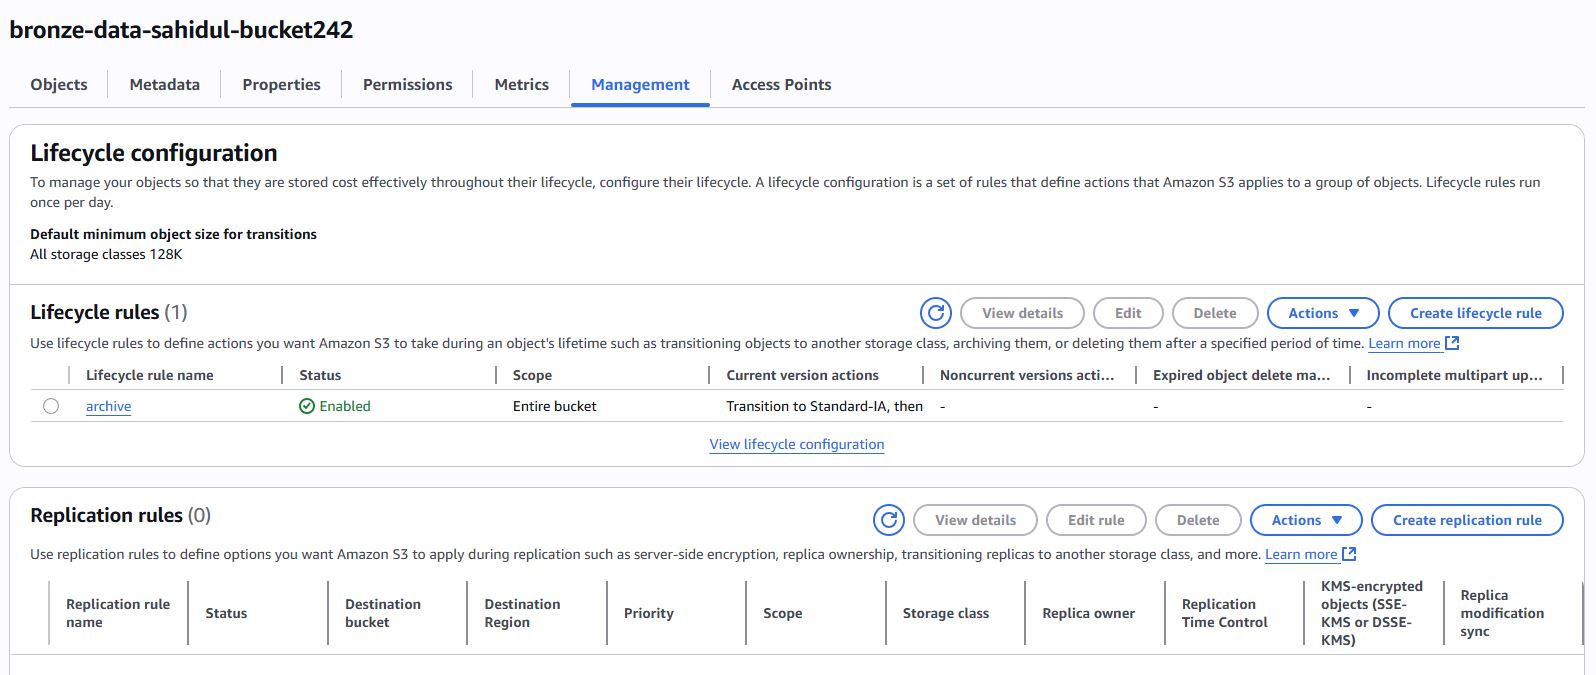 bronze-data-sahidul-bucket242
Objects Metadata Properties Permissions Metrics Management Access Points
Lifecycle configuration
To manage your objects so that they are stored cost effectively throughout their lifecycle, configure their lifecycle. A lifecycle configuration is a set of rules that define actions that Amazon S3 applies to a group of objects. Lifecycle rules run
once per day.
Default minimum object size for transitions
All storage classes 128K
Lifecycle rules (1) View details Edit Delete Actions Create lifecycle rule
Use lifecycle rules to define actions you want Amazon S3 to take during an object's lifetime such as transitioning objects to another storage class, archiving them, or deleting them after a specified period of time. Learn more
Lifecycle rule name Status Scope Current version actions Noncurrent versions acti... Expired object delete ma... Incomplete multipart up...
archive Enabled Entire bucket Transition to Standard-IA, then - - -
View lifecycle configuration
Replication rules (0) View details Edit rule Delete Actions Create replication rule
Use replication rules to define options you want Amazon S3 to apply during replication such as server-side encryption, replica ownership, transitioning replicas to another storage class, and more. Learn more
Replication rule
name
Status
Destination
bucket
Destination
Region
Priority
Scope
Storage class
Replica owner
Replication
Time Control
KMS-encrypted
objects (SSE-
KMS or DSSE-
KMS)
Replica
modification
sync